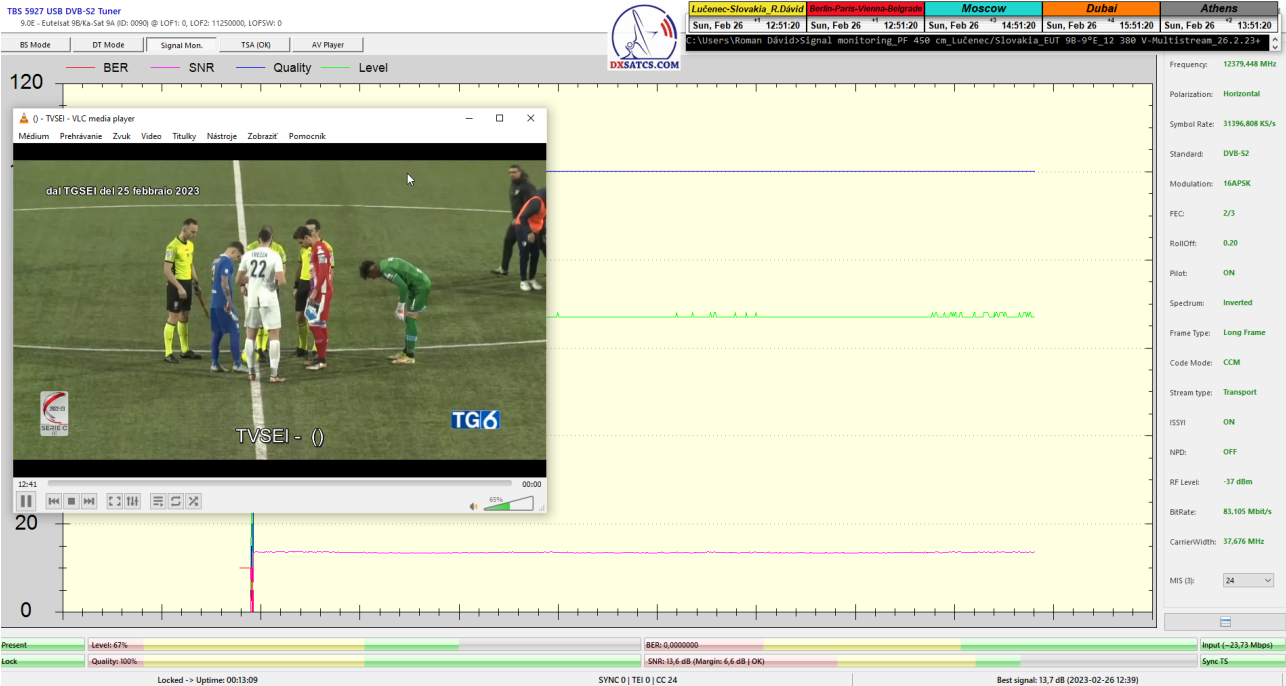 TBS 5927 USB DVB-S2 Tuner
9.0E - Eutelsat 9B/Ka-Sat 9A (ID: 0090) @ LOF1: 0, LOF2: 11250000, LOFSW: 0
BS Mode
DT Mode
Signal Mon.
TSA (OK)
AV Player
DXSATCS.COM
Lučenec-Slovakia_R.Dávid
Sun, Feb 26 12:51:20
Berlin-Paris-Vienna-Belgrade
Sun, Feb 26 +1 12:51:20
Moscow
Sun, Feb 26 +3 14:51:20
Dubai
Sun, Feb 26 +4 15:51:20
Athens
Sun, Feb 26 +2 13:51:20
C:\Users\Roman Dávid>Signal monitoring_PF 450 cm_Lučenec/Slovakia_EUT 9B-9°E_12 380 V-Multistream_26.2.23+
BER
SNR
Quality
Level
120
20
0
() - TVSEI - VLC media player
Médium Prehrávanie Zvuk Video Titulky Nástroje Zobraziť Pomocník
dal TGSEI del 25 febbraio 2023
TREZZA
22
2022-23
SERIE C
TG6
TVSEI - ()
12:41
00:00
65%
Frequency: 12379,448 MHz
Polarization: Horizontal
Symbol Rate: 31396,808 KS/s
Standard: DVB-S2
Modulation: 16APSK
FEC: 2/3
RollOff: 0.20
Pilot: ON
Spectrum: Inverted
Frame Type: Long Frame
Code Mode: CCM
Stream type: Transport
ISSYI ON
NPD: OFF
RF Level: -37 dBm
BitRate: 83,105 Mbit/s
CarrierWidth: 37,676 MHz
MIS (3): 24
Present
Level: 67%
BER: 0,0000000
Input (~23,73 Mbps)
Lock
Quality: 100%
SNR: 13,6 dB (Margin: 6,6 dB | OK)
Sync TS
Locked -> Uptime: 00:13:09
SYNC 0 | TEI 0 | CC 24
Best signal: 13,7 dB (2023-02-26 12:39)